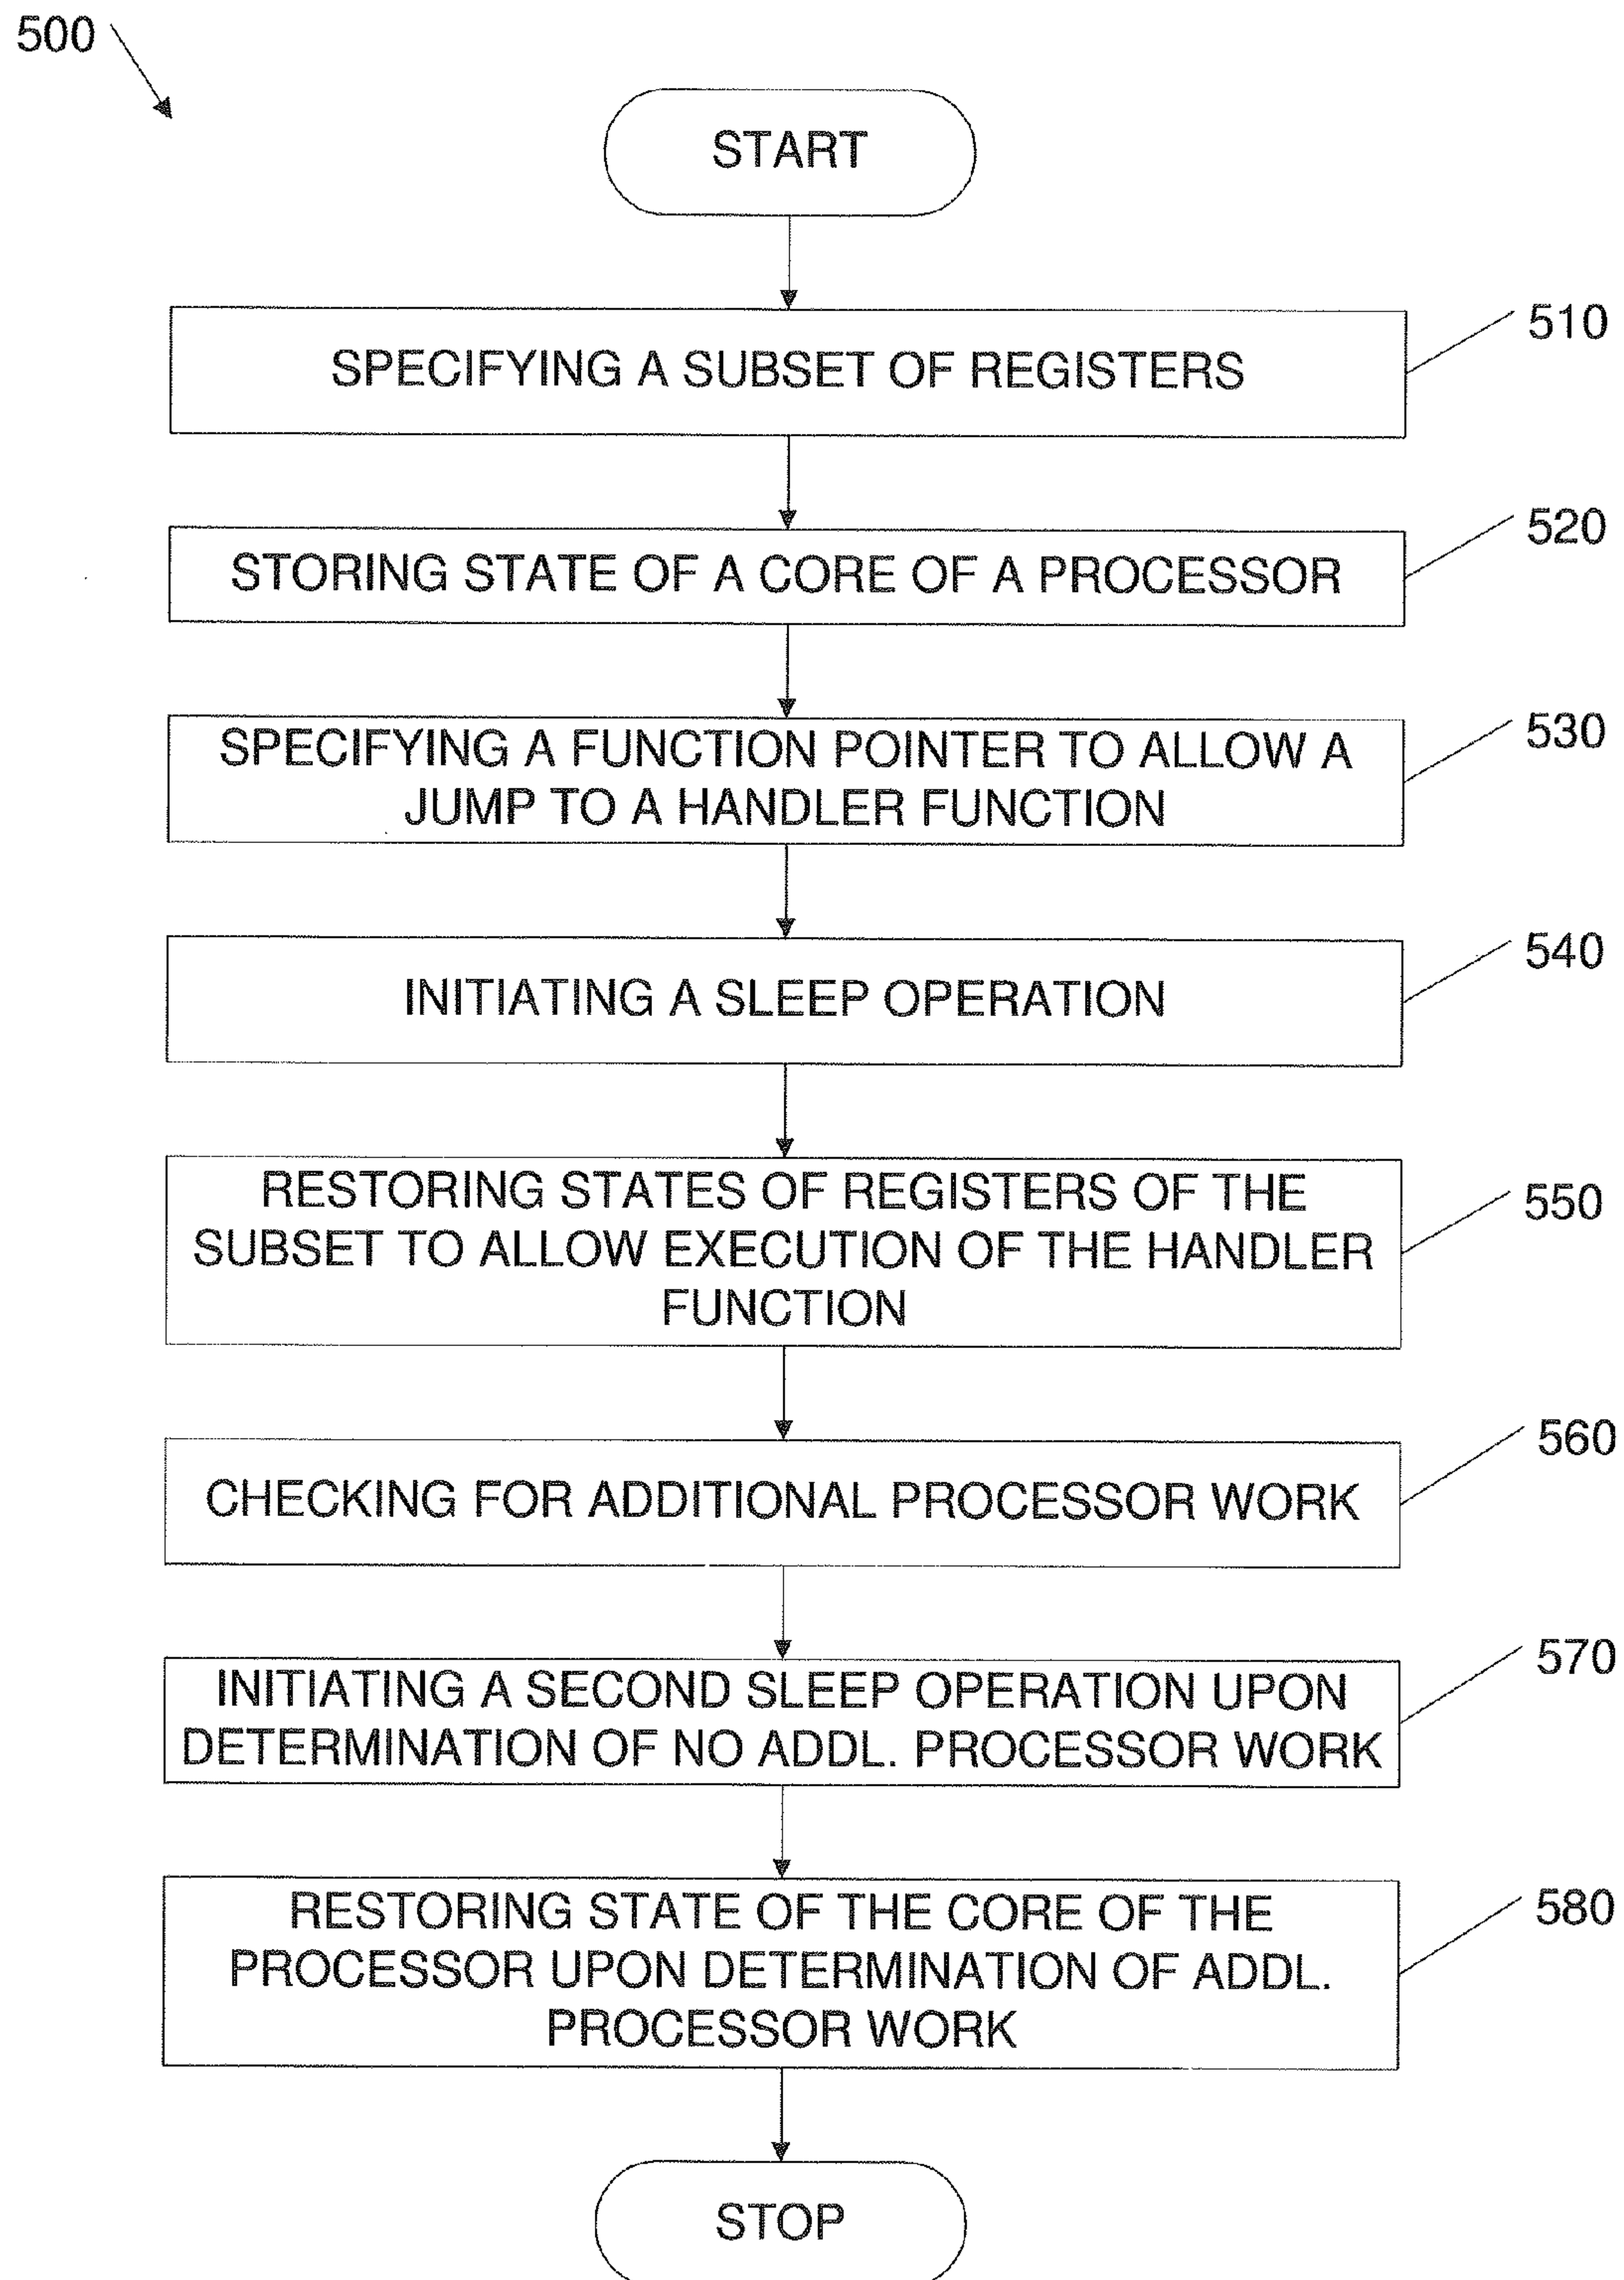 500
START
SPECIFYING A SUBSET OF REGISTERS
510
STORING STATE OF A CORE OF A PROCESSOR
520
SPECIFYING A FUNCTION POINTER TO ALLOW A
JUMP TO A HANDLER FUNCTION
530
INITIATING A SLEEP OPERATION
540
RESTORING STATES OF REGISTERS OF THE
SUBSET TO ALLOW EXECUTION OF THE HANDLER
FUNCTION
550
CHECKING FOR ADDITIONAL PROCESSOR WORK
560
INITIATING A SECOND SLEEP OPERATION UPON
DETERMINATION OF NO ADDL. PROCESSOR WORK
570
RESTORING STATE OF THE CORE OF THE
PROCESSOR UPON DETERMINATION OF ADDL.
PROCESSOR WORK
580
STOP